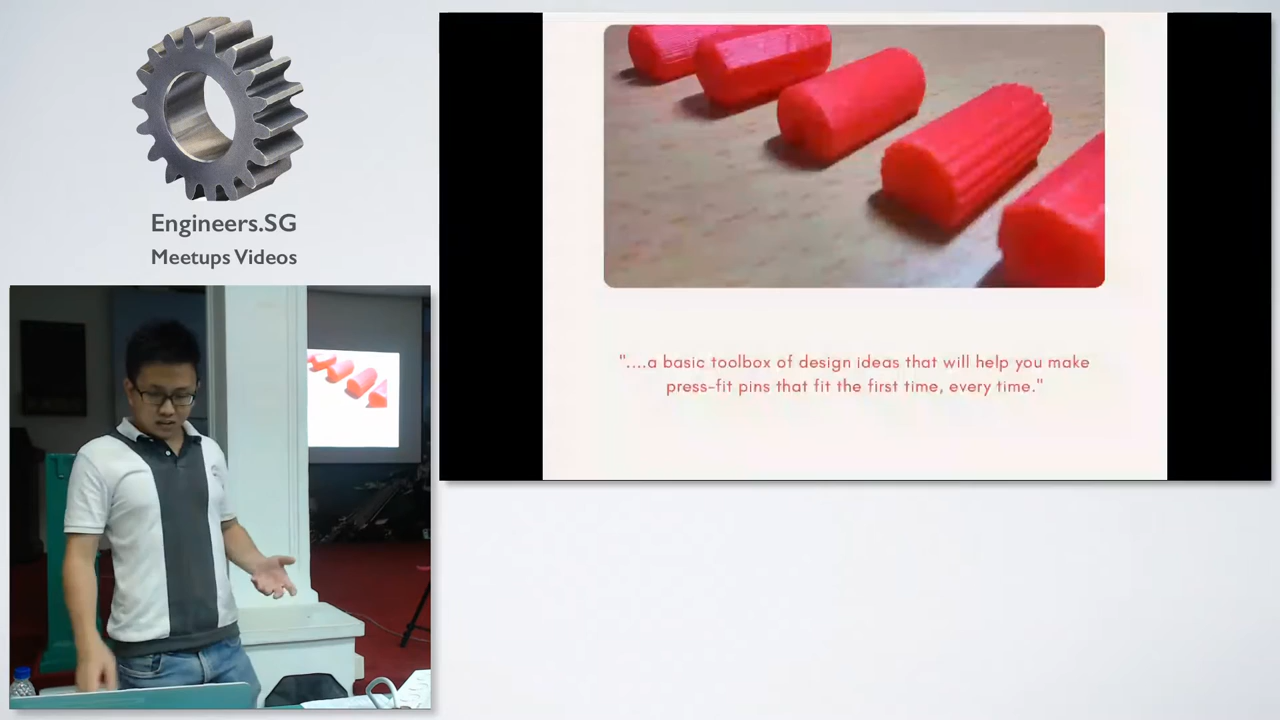 Engineers.SG
Meetups Videos
"....a basic toolbox of design ideas that will help you make
press-fit pins that fit the first time, every time."